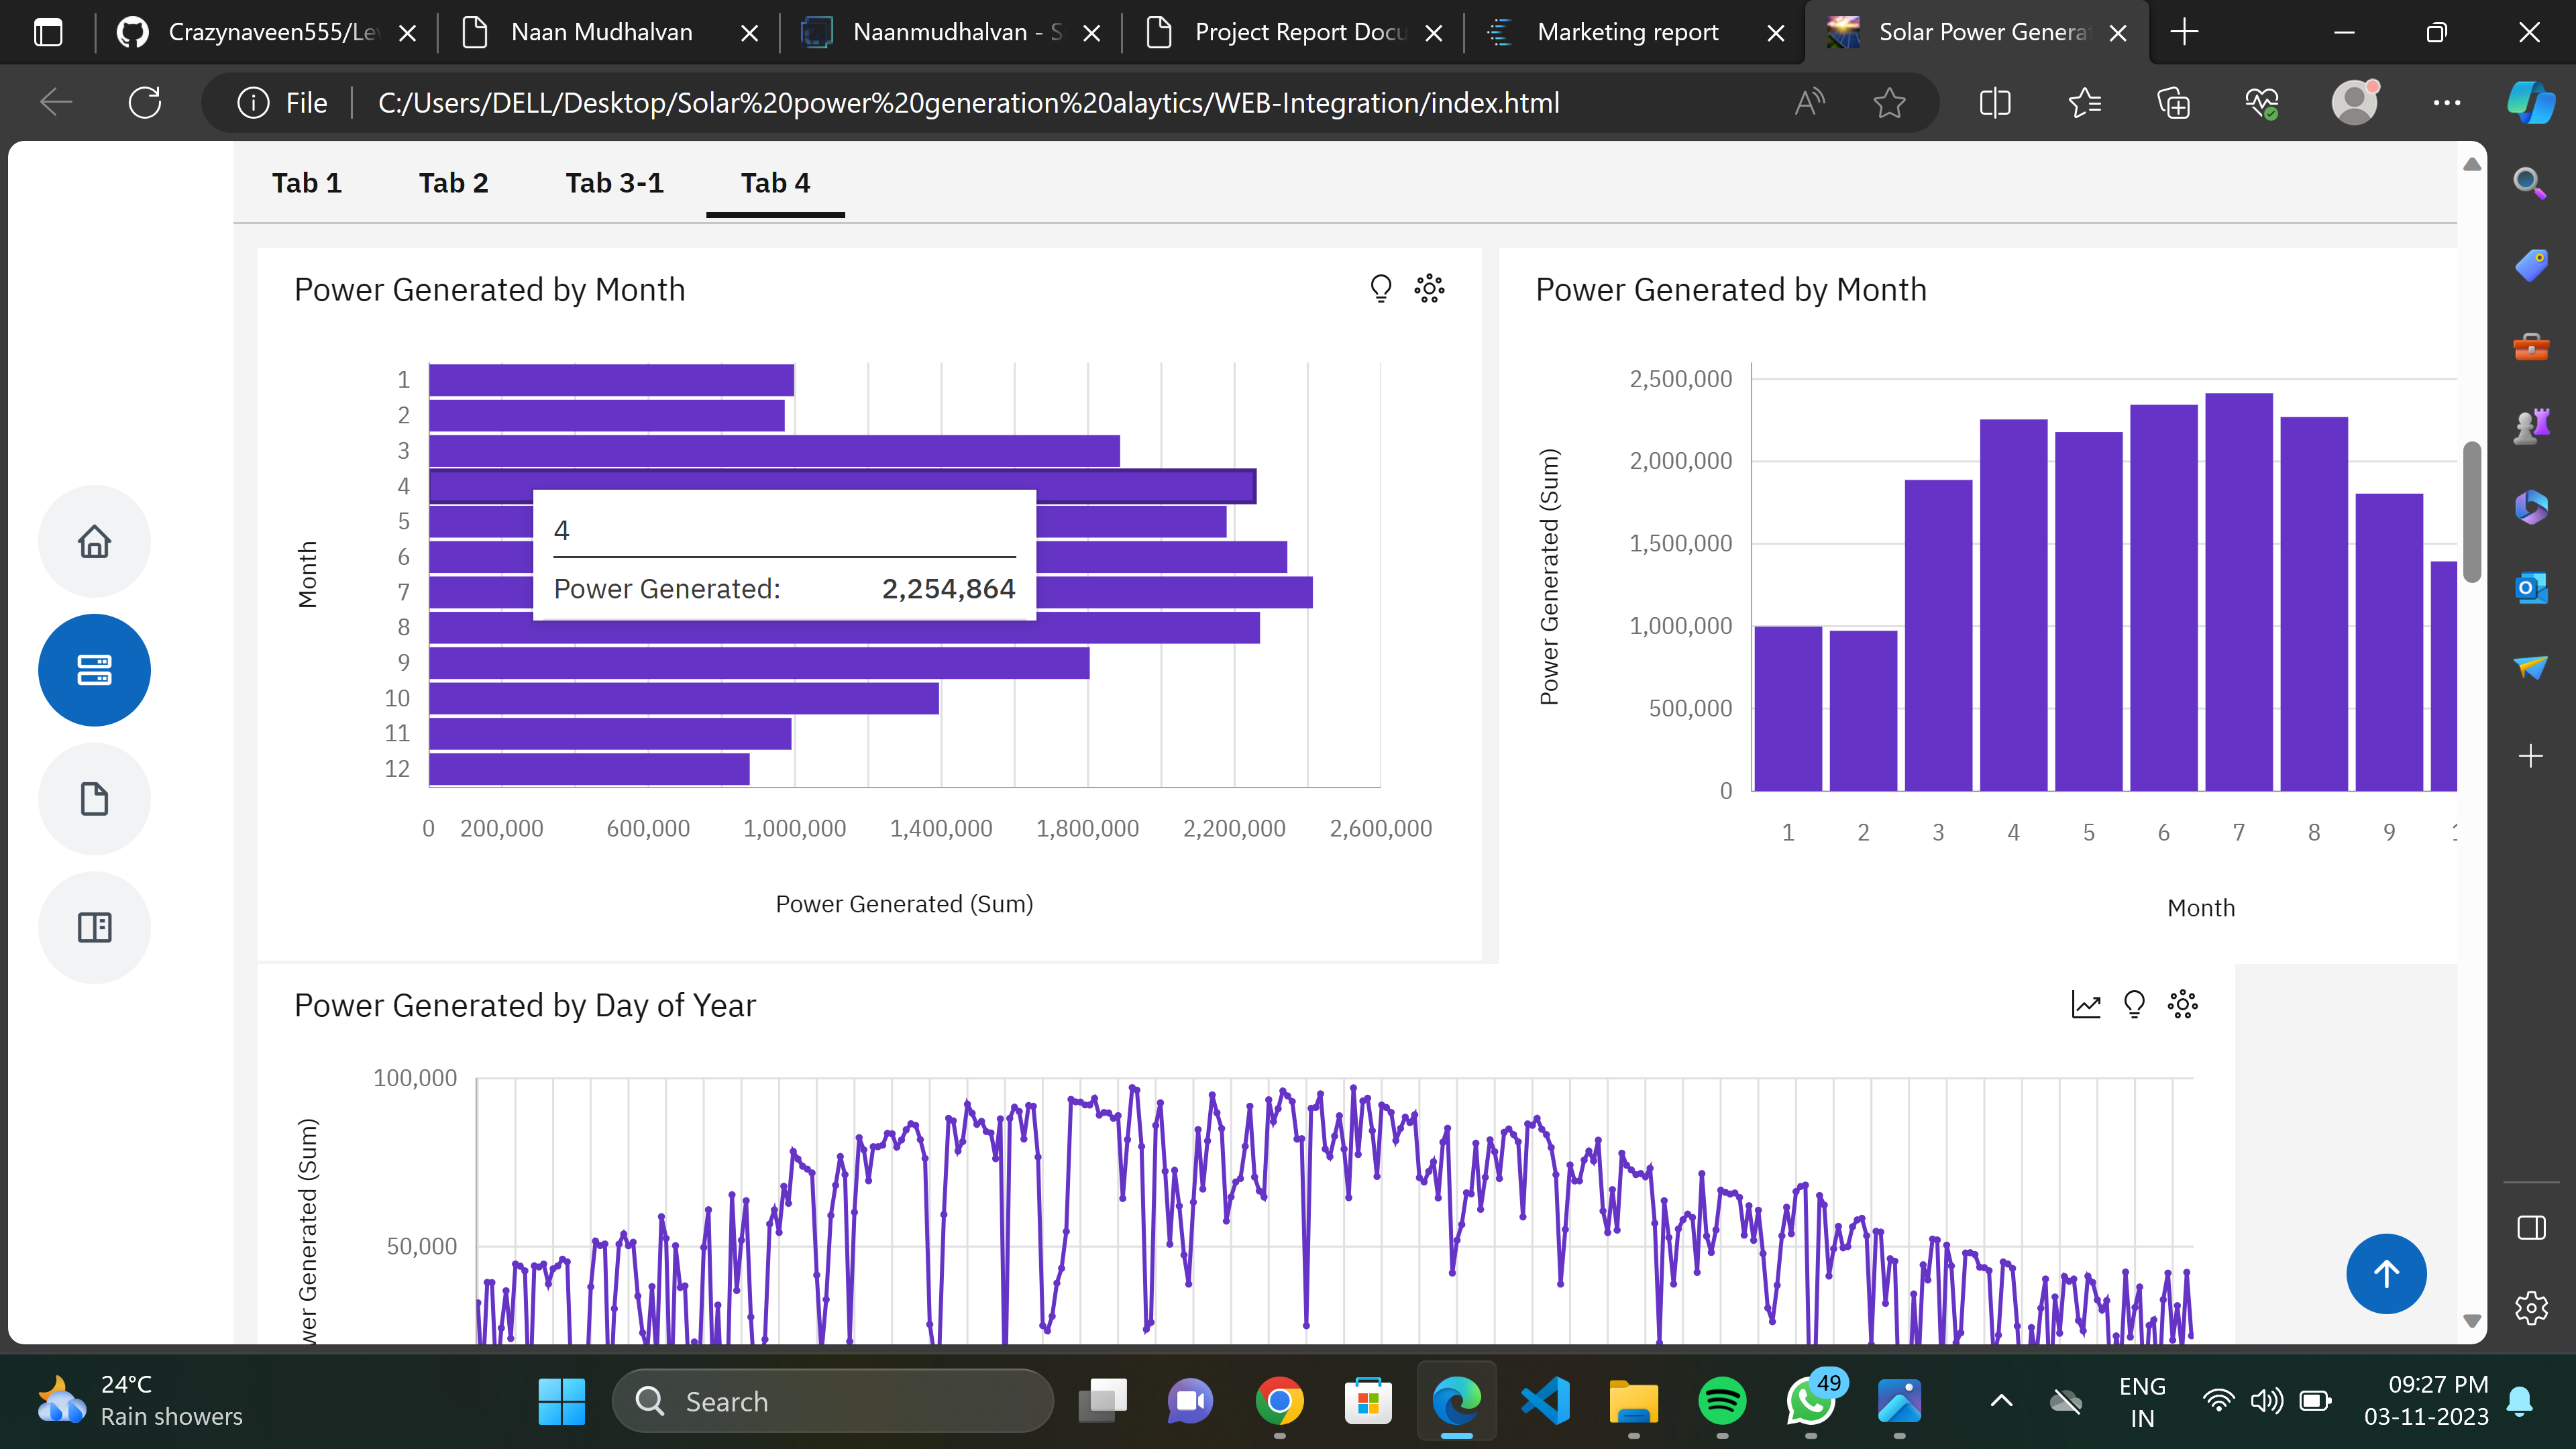 Crazynaveen555/Lev
Naan Mudhalvan
Naanmudhalvan - S
Project Report Docu
Marketing report
Solar Power Generat
File
C:/Users/DELL/Desktop/Solar%20power%20generation%20alaytics/WEB-Integration/index.html
Tab 1
Tab 2
Tab 3-1
Tab 4
Power Generated by Month
Month
1
2
3
4
5
6
7
8
9
10
11
12
4
Power Generated: 2,254,864
0 200,000 600,000 1,000,000 1,400,000 1,800,000 2,200,000 2,600,000
Power Generated (Sum)
Power Generated by Month
Power Generated (Sum)
2,500,000
2,000,000
1,500,000
1,000,000
500,000
0
1 2 3 4 5 6 7 8 9
Month
Power Generated by Day of Year
wer Generated (Sum)
100,000
50,000
24°C
Rain showers
Search
49
ENG
IN
09:27 PM
03-11-2023